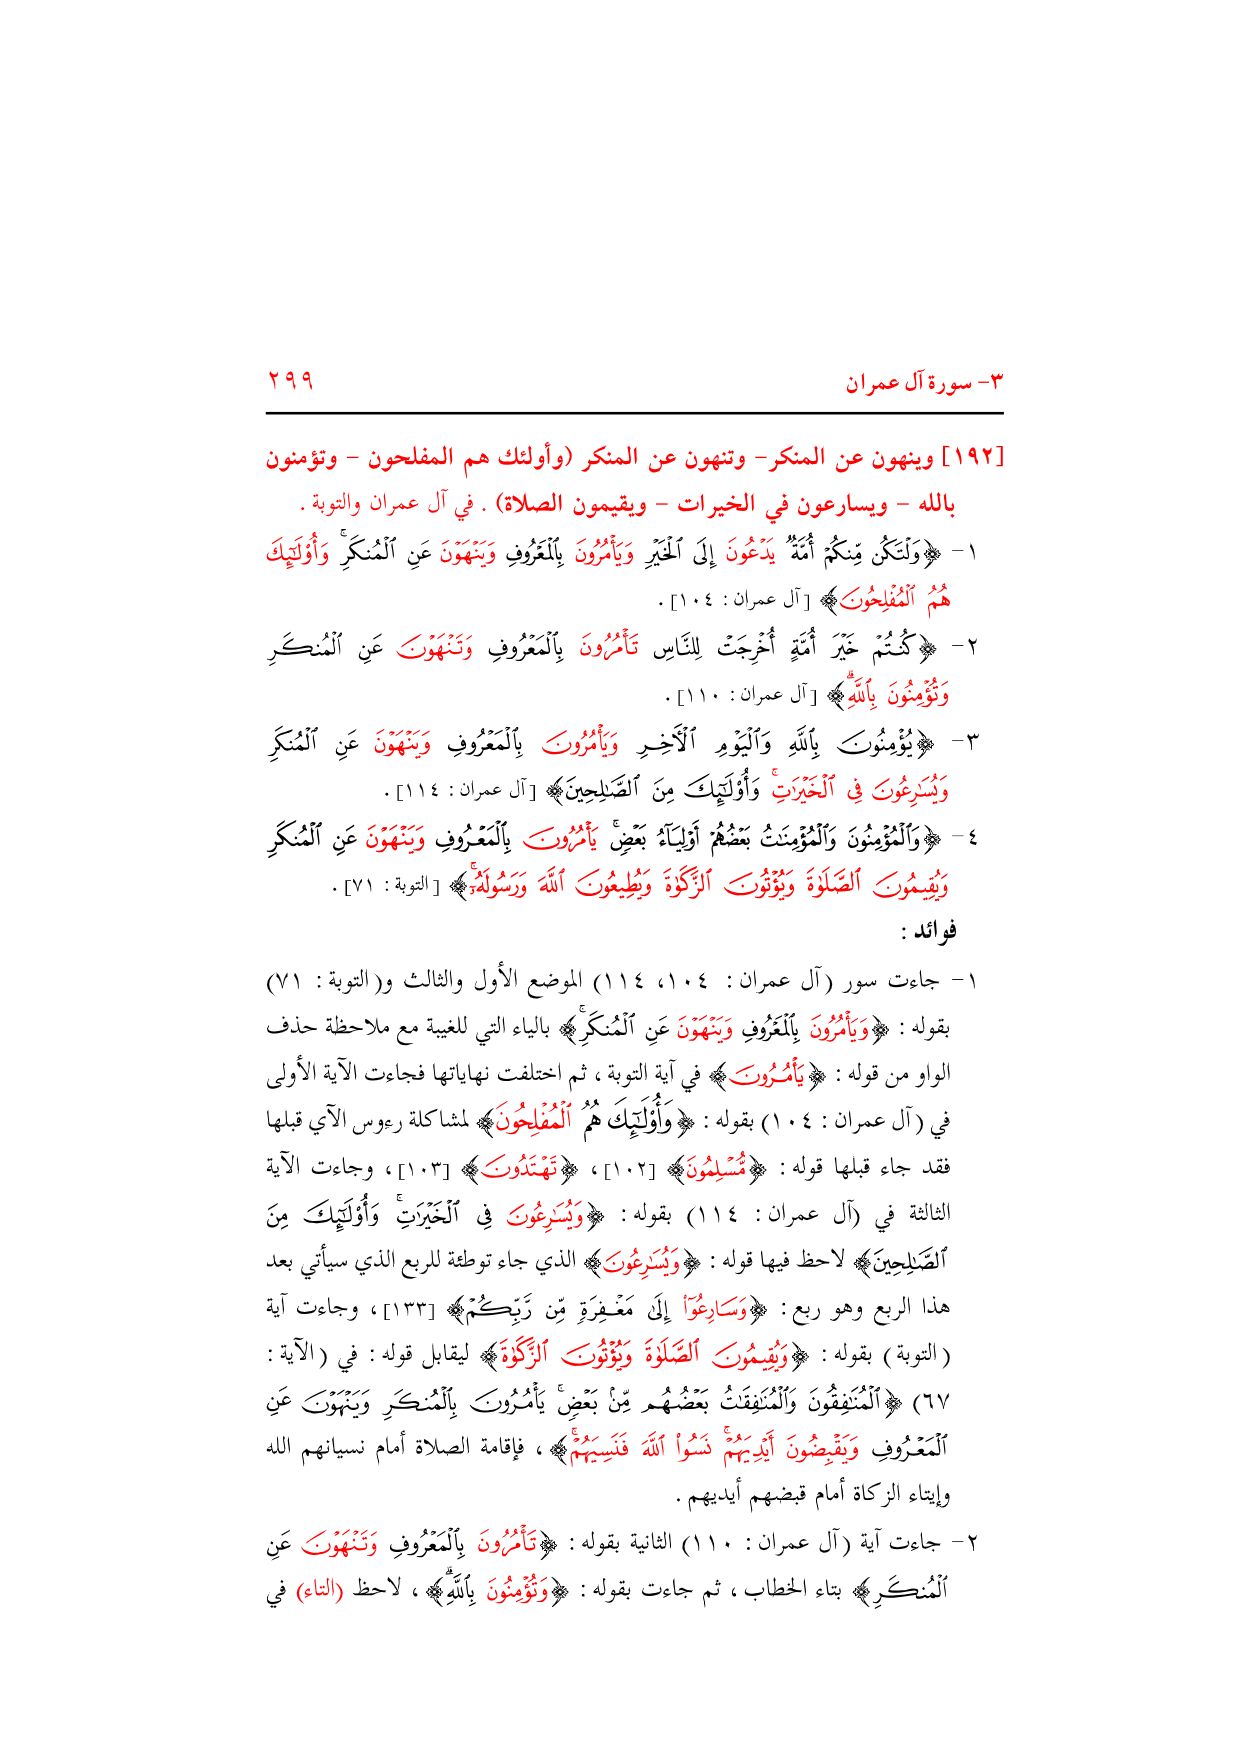 ٣- سورة آل عمران ٢٩٩
[١٩٢] وينهون عن المنكر- وتنهون عن المنكر (وأولئك هم المفلحون - وتؤمنون
بالله - ويسارعون في الخيرات - ويقيمون الصلاة) . في آل عمران والتوبة .
١- ﴿وَلْتَكُن مِّنكُمْ أُمَّةٌ يَدْعُونَ إِلَى ٱلْخَيْرِ وَيَأْمُرُونَ بِٱلْمَعْرُوفِ وَيَنْهَوْنَ عَنِ ٱلْمُنكَرِ ۚ وَأُوْلَـٰٓئِكَ
هُمُ ٱلْمُفْلِحُونَ﴾ [آل عمران : ١٠٤] .
٢- ﴿كُنتُمْ خَيْرَ أُمَّةٍ أُخْرِجَتْ لِلنَّاسِ تَأْمُرُونَ بِٱلْمَعْرُوفِ وَتَنْهَوْنَ عَنِ ٱلْمُنكَرِ
وَتُؤْمِنُونَ بِٱللَّهِ ۗ﴾ [آل عمران : ١١٠] .
٣- ﴿يُؤْمِنُونَ بِٱللَّهِ وَٱلْيَوْمِ ٱلْأَخِرِ وَيَأْمُرُونَ بِٱلْمَعْرُوفِ وَيَنْهَوْنَ عَنِ ٱلْمُنكَرِ
وَيُسَـٰرِعُونَ فِى ٱلْخَيْرَٰتِ ۚ وَأُوْلَـٰٓئِكَ مِنَ ٱلصَّـٰلِحِينَ﴾ [آل عمران : ١١٤] .
٤- ﴿وَٱلْمُؤْمِنُونَ وَٱلْمُؤْمِنَـٰتُ بَعْضُهُمْ أَوْلِيَآءُ بَعْضٍ ۚ يَأْمُرُونَ بِٱلْمَعْرُوفِ وَيَنْهَوْنَ عَنِ ٱلْمُنكَرِ
وَيُقِيمُونَ ٱلصَّلَوٰةَ وَيُؤْتُونَ ٱلزَّكَوٰةَ وَيُطِيعُونَ ٱللَّهَ وَرَسُولَهُۥٓ ۚ﴾ [التوبة : ٧١] .
فوائد :
١- جاءت سور (آل عمران : ١٠٤، ١١٤) الموضع الأول والثالث و(التوبة : ٧١)
بقوله : ﴿وَيَأْمُرُونَ بِٱلْمَعْرُوفِ وَيَنْهَوْنَ عَنِ ٱلْمُنكَرِ ۚ﴾ بالياء التي للغيبة مع ملاحظة حذف
الواو من قوله : ﴿يَأْمُرُونَ﴾ في آية التوبة ، ثم اختلفت نهاياتها فجاءت الآية الأولى
في (آل عمران : ١٠٤) بقوله : ﴿وَأُوْلَـٰٓئِكَ هُمُ ٱلْمُفْلِحُونَ﴾ لمشاكلة رءوس الآي قبلها
فقد جاء قبلها قوله : ﴿مُّسْلِمُونَ﴾ [١٠٢] ، ﴿تَهْتَدُونَ﴾ [١٠٣] ، وجاءت الآية
الثالثة في (آل عمران : ١١٤) بقوله : ﴿وَيُسَـٰرِعُونَ فِى ٱلْخَيْرَٰتِ ۚ وَأُوْلَـٰٓئِكَ مِنَ
ٱلصَّـٰلِحِينَ﴾ لاحظ فيها قوله : ﴿وَيُسَـٰرِعُونَ﴾ الذي جاء توطئة للربع الذي سيأتي بعد
هذا الربع وهو ربع : ﴿وَسَارِعُوٓاْ إِلَىٰ مَغْفِرَةٍ مِّن رَّبِّكُمْ﴾ [١٣٣] ، وجاءت آية
(التوبة) بقوله : ﴿وَيُقِيمُونَ ٱلصَّلَوٰةَ وَيُؤْتُونَ ٱلزَّكَوٰةَ﴾ ليقابل قوله : في (الآية :
٦٧) ﴿ٱلْمُنَـٰفِقُونَ وَٱلْمُنَـٰفِقَـٰتُ بَعْضُهُم مِّنۢ بَعْضٍ ۚ يَأْمُرُونَ بِٱلْمُنكَرِ وَيَنْهَوْنَ عَنِ
ٱلْمَعْرُوفِ وَيَقْبِضُونَ أَيْدِيَهُمْ ۚ نَسُواْ ٱللَّهَ فَنَسِيَهُمْ ۚ﴾ ، فإقامة الصلاة أمام نسيانهم الله
وإيتاء الزكاة أمام قبضهم أيديهم .
٢- جاءت آية (آل عمران : ١١٠) الثانية بقوله : ﴿تَأْمُرُونَ بِٱلْمَعْرُوفِ وَتَنْهَوْنَ عَنِ
ٱلْمُنكَرِ﴾ بتاء الخطاب ، ثم جاءت بقوله : ﴿وَتُؤْمِنُونَ بِٱللَّهِ ۗ﴾ ، لاحظ (التاء) في